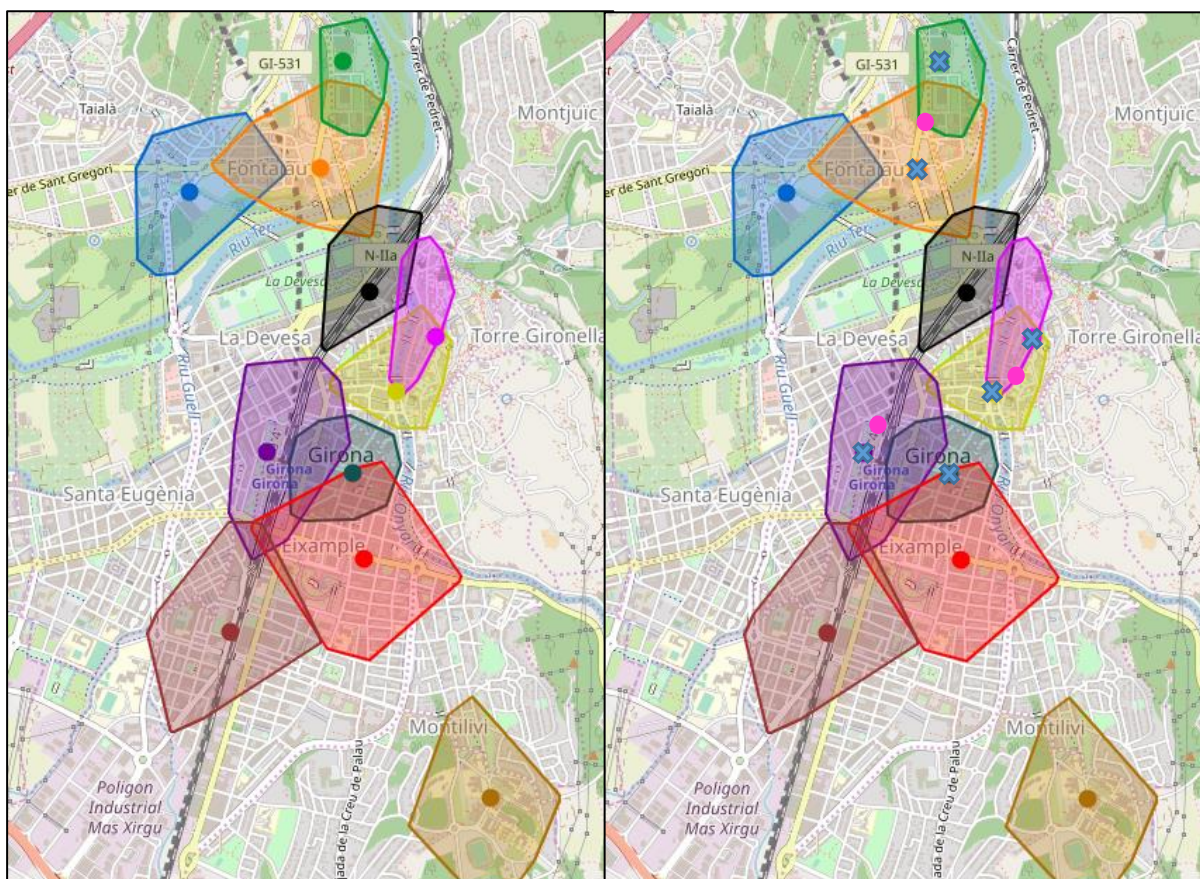 GI-531
Carrer de Pedret
Taialà
Montjuïc
Fontajau
er de Sant Gregori
Riu Ter
N-IIa
La Devesa
La Devesa
Torre Gironella
Riu Güell
Girona
Girona
Girona
Santa Eugènia
Onyar
Eixample
Montilivi
Polígon
Industrial
Mas Xirgu
ada de la Creu de Palau
GI-531
Carrer de Pedret
Taialà
Montjuïc
Fontajau
er de Sant Gregori
Riu Ter
N-IIa
La Devesa
La Devesa
Torre Gironella
Riu Güell
Girona
Girona
Girona
Santa Eugènia
Onyar
Eixample
Montilivi
Polígon
Industrial
Mas Xirgu
ada de la Creu de Palau